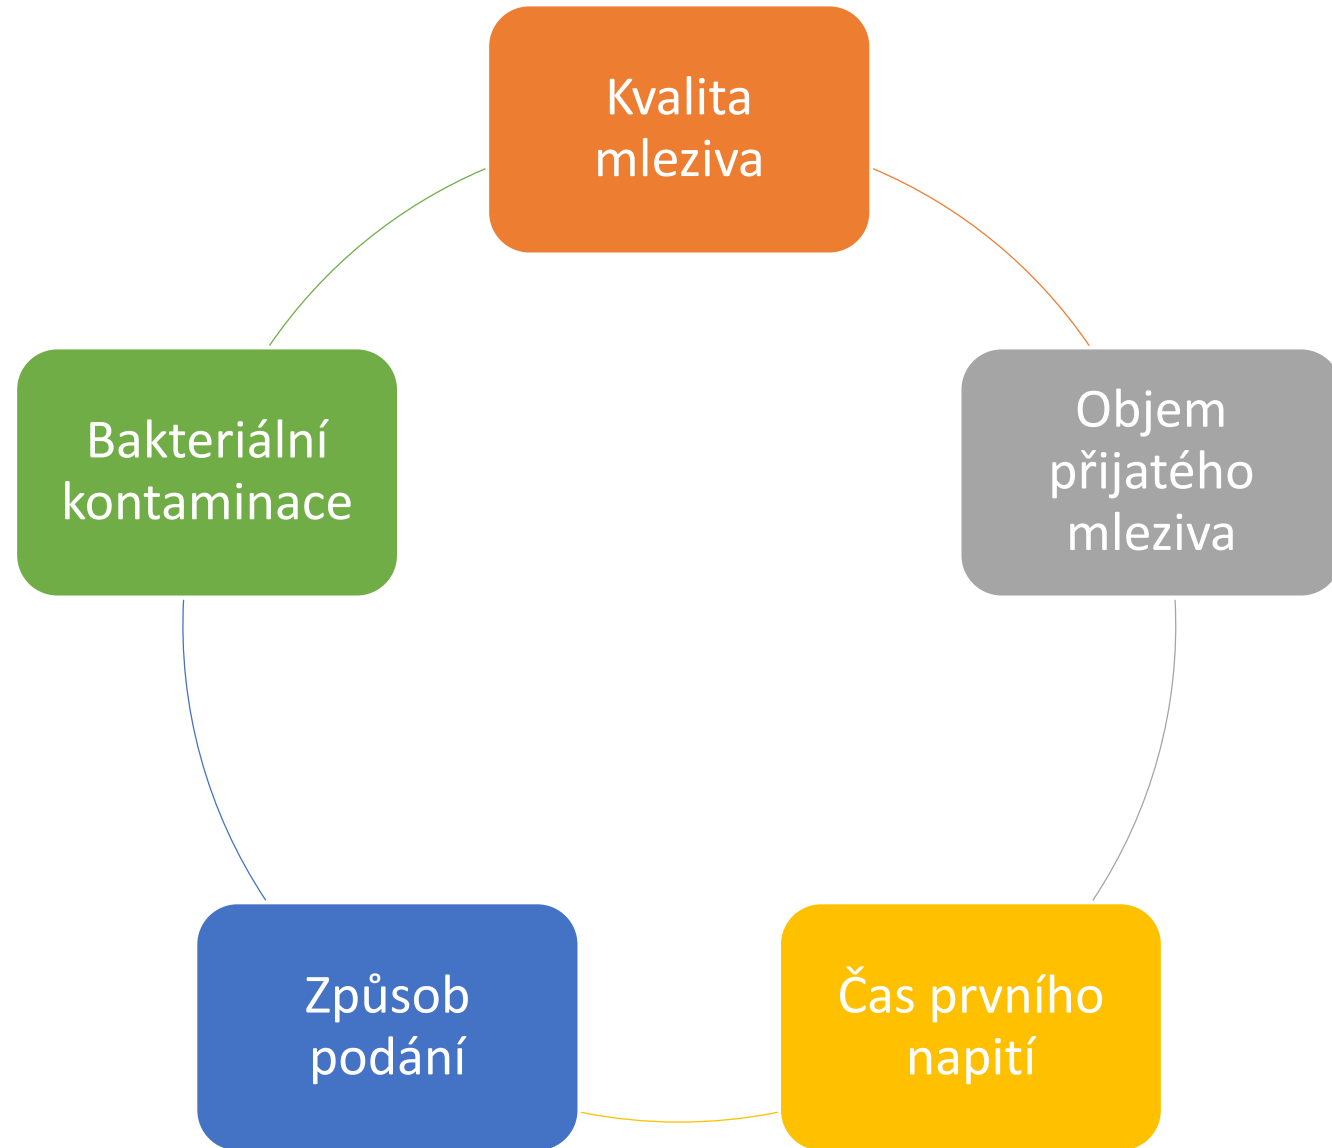 Kvalita
mleziva
Objem
přijatého
mleziva
Čas prvního
napití
Způsob
podání
Bakteriální
kontaminace